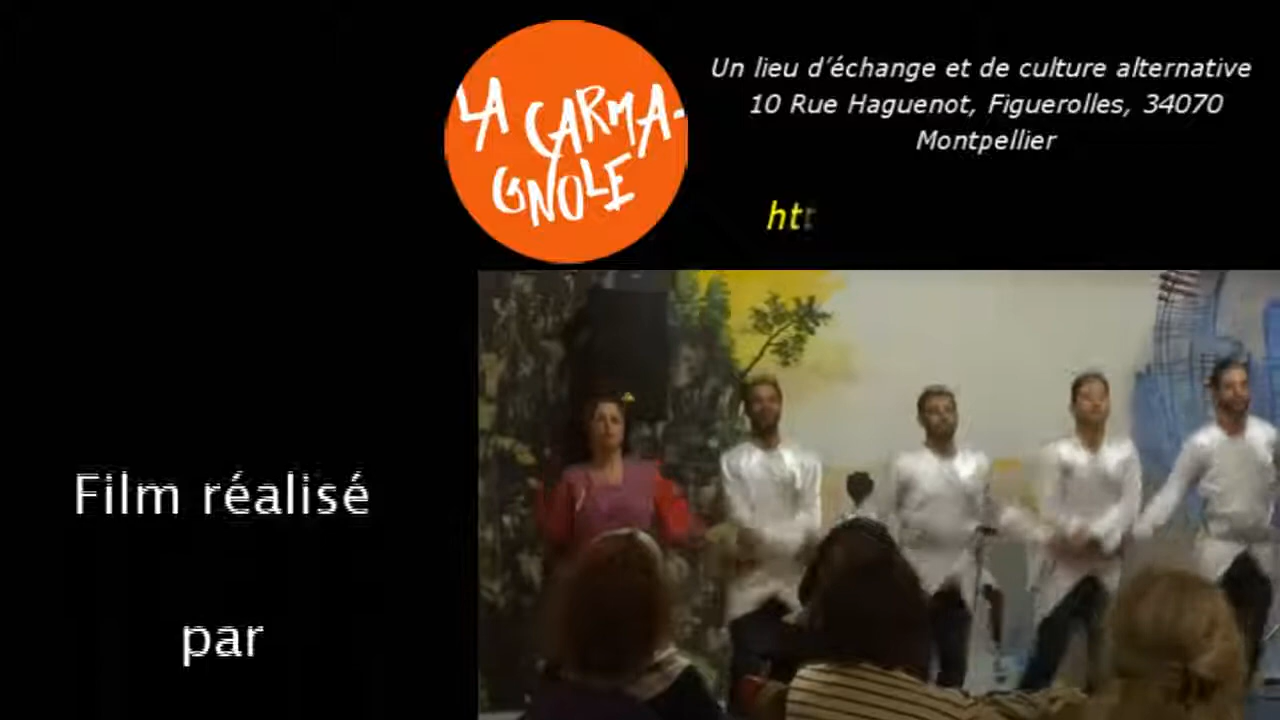 LA CARMA-
GNOLE
Un lieu d'échange et de culture alternative
10 Rue Haguenot, Figuerolles, 34070
Montpellier
htt
Film réalisé
par